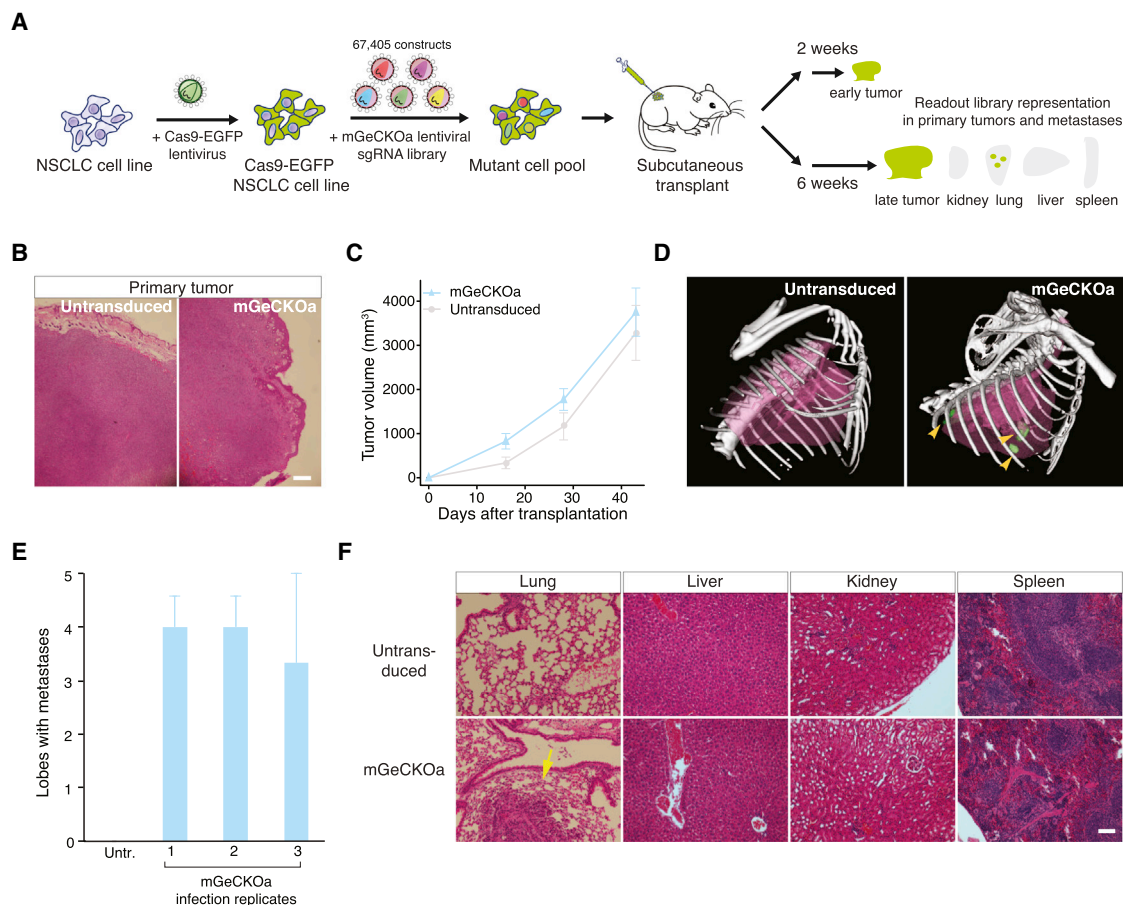 A
67,405 constructs
+ Cas9-EGFP
lentivirus
+ mGeCKOa lentiviral
sgRNA library
NSCLC cell line
Cas9-EGFP
NSCLC cell line
Mutant cell pool
Subcutaneous
transplant
2 weeks
early tumor
Readout library representation
in primary tumors and metastases
6 weeks
late tumor
kidney
lung
liver
spleen
B
Primary tumor
Untransduced
mGeCKOa
C
mGeCKOa
Untransduced
Tumor volume (mm³)
4000
3000
2000
1000
0
0
10
20
30
40
Days after transplantation
D
Untransduced
mGeCKOa
E
Lobes with metastases
5
4
3
2
1
0
Untr.
1
2
3
mGeCKOa
infection replicates
F
Lung
Liver
Kidney
Spleen
Untrans-
duced
mGeCKOa